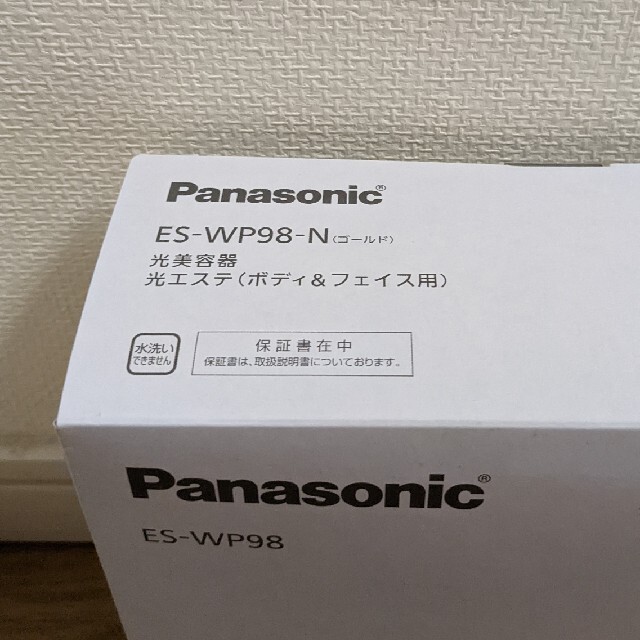 Panasonic®
ES-WP98-N(ゴールド)
光美容器
光エステ(ボディ&フェイス用)
水洗い
できません
保証書在中
保証書は、取扱説明書についております。
Panasonic®
ES-WP98